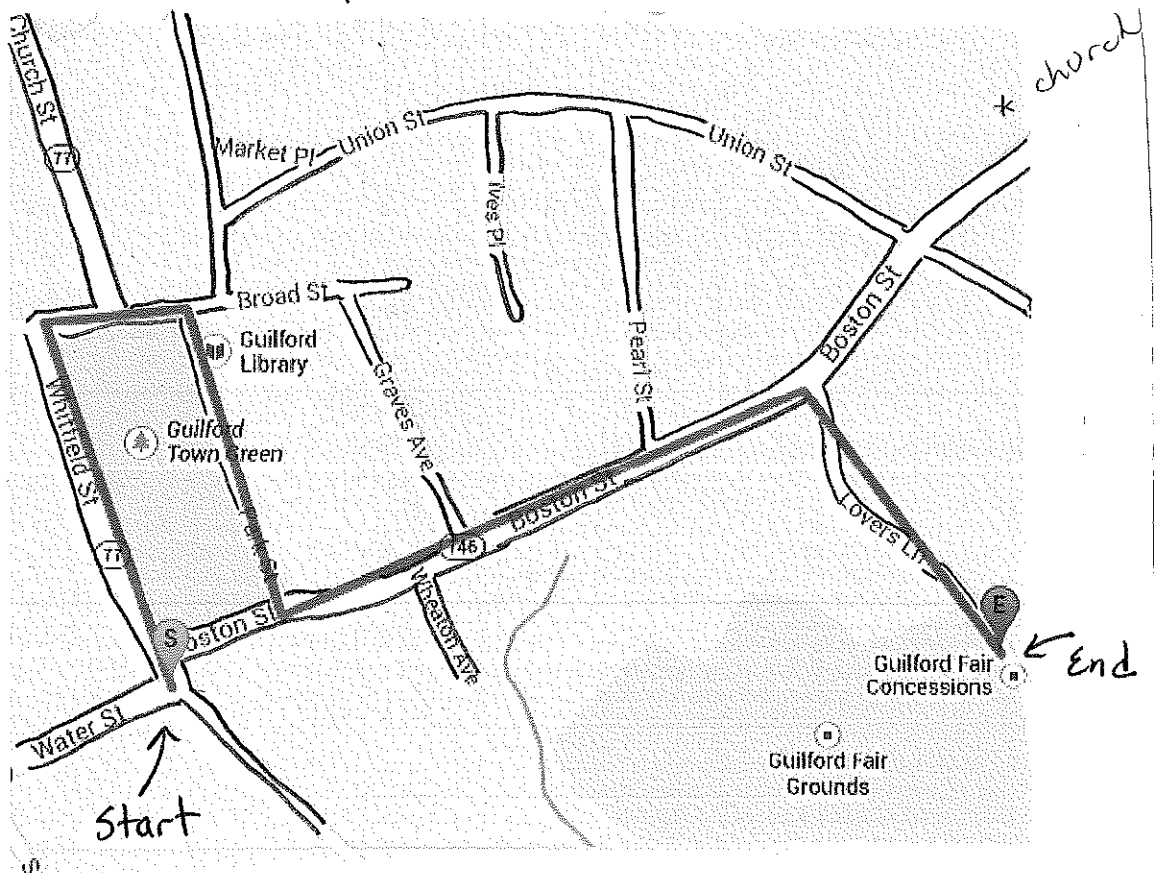 church
*
Church St
77
Market Pl
Union St
Union St
Ives Pl
Broad St
Boston St
Guilford
Library
Pearl St
Graves Ave
Whitfield St
Guilford
Town Green
Park St
Boston St
77
146
Lovers Ln
Wheaton Ave
Boston St
S
E
End
Guilford Fair
Concessions
Water St
Guilford Fair
Grounds
Start